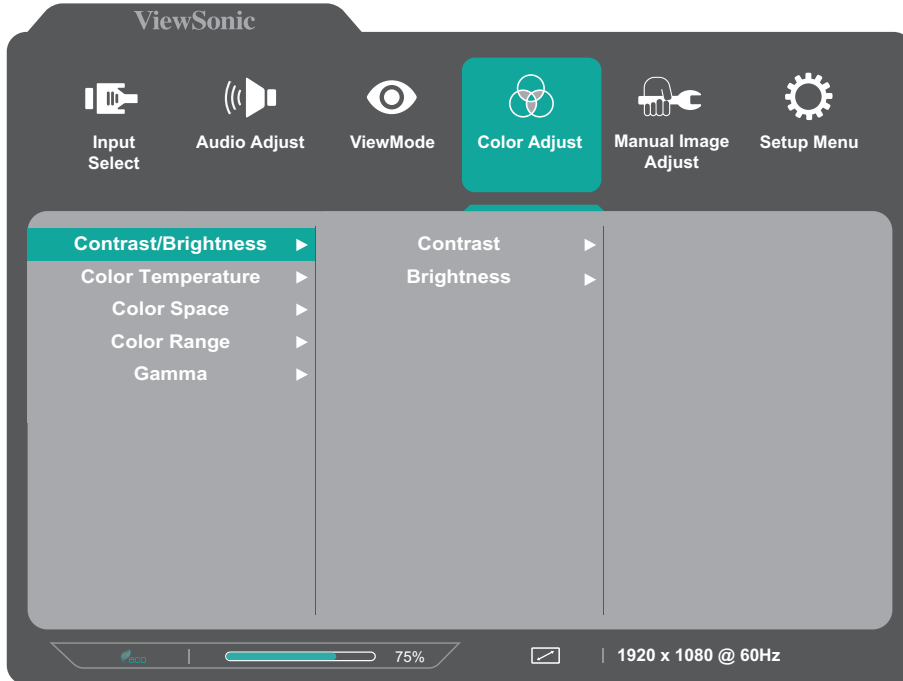 ViewSonic
Input
Select
Audio Adjust
ViewMode
Color Adjust
Manual Image
Adjust
Setup Menu
Contrast/Brightness
Color Temperature
Color Space
Color Range
Gamma
Contrast
Brightness
eco
75%
1920 x 1080 @ 60Hz